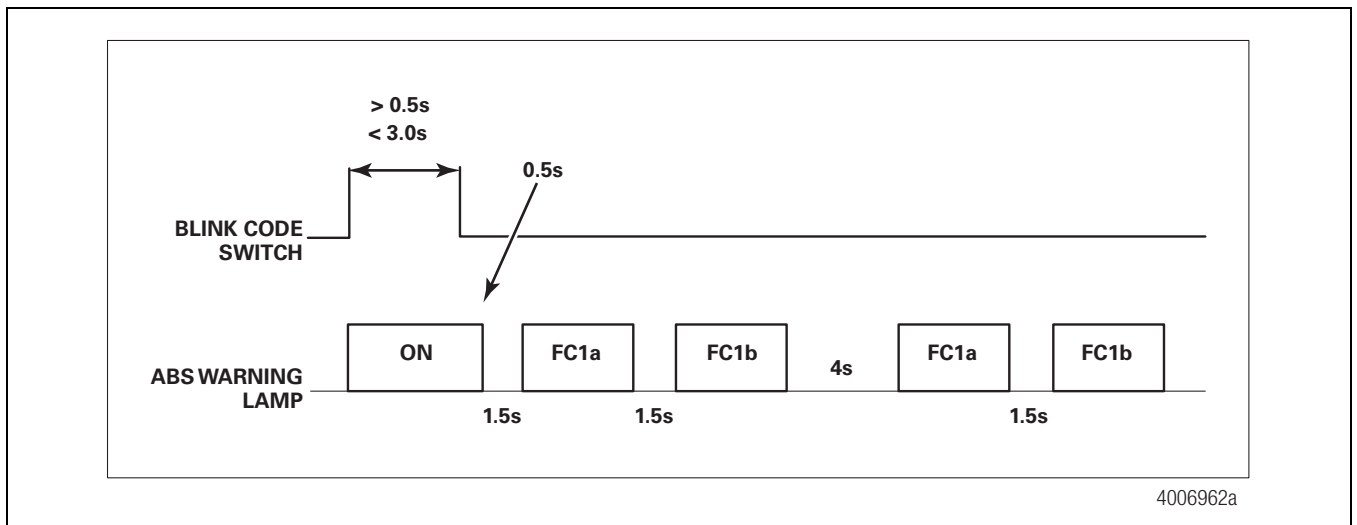 > 0.5s
< 3.0s
0.5s
BLINK CODE
SWITCH
ON
FC1a
FC1b
4s
FC1a
FC1b
ABS WARNING
LAMP
1.5s
1.5s
1.5s
4006962a